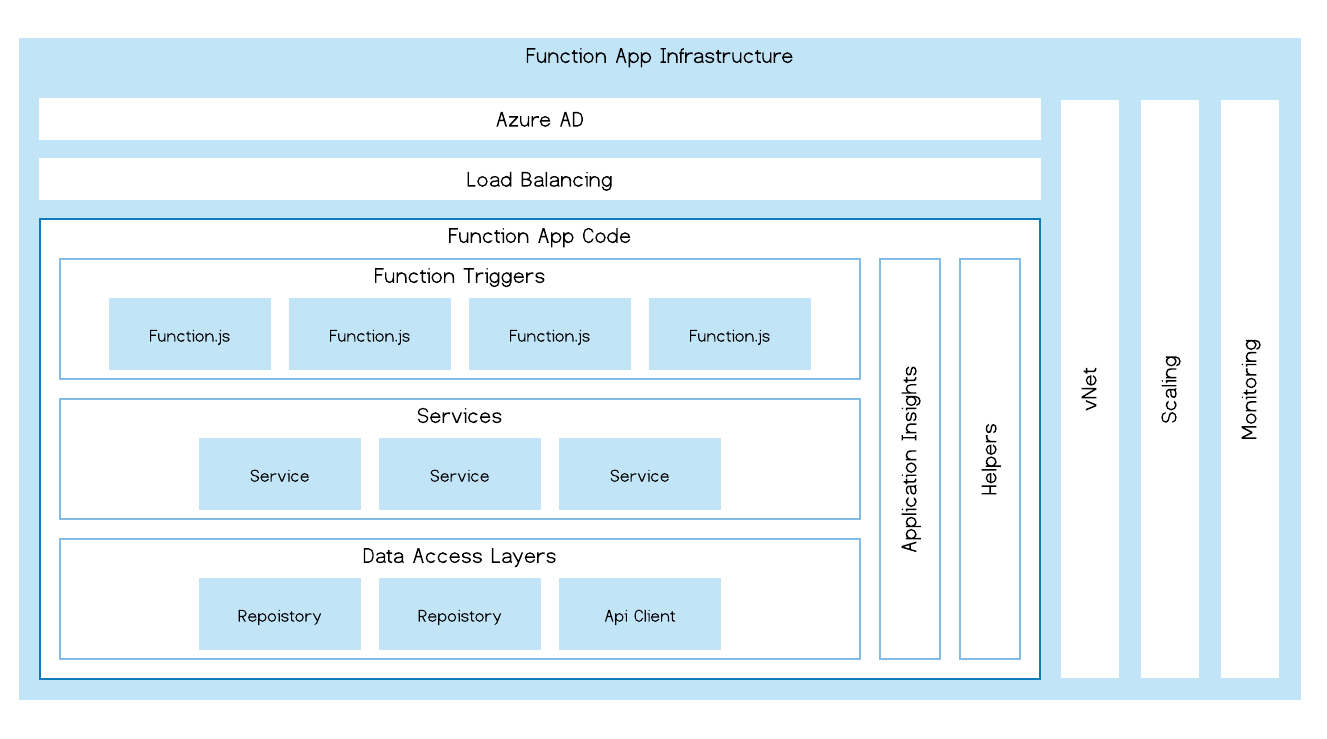 Function App Infrastructure
Azure AD
Load Balancing
Function App Code
Function Triggers
Function.js
Function.js
Function.js
Function.js
Services
Service
Service
Service
Data Access Layers
Repoistory
Repoistory
Api Client
Application Insights
Helpers
vNet
Scaling
Monitoring